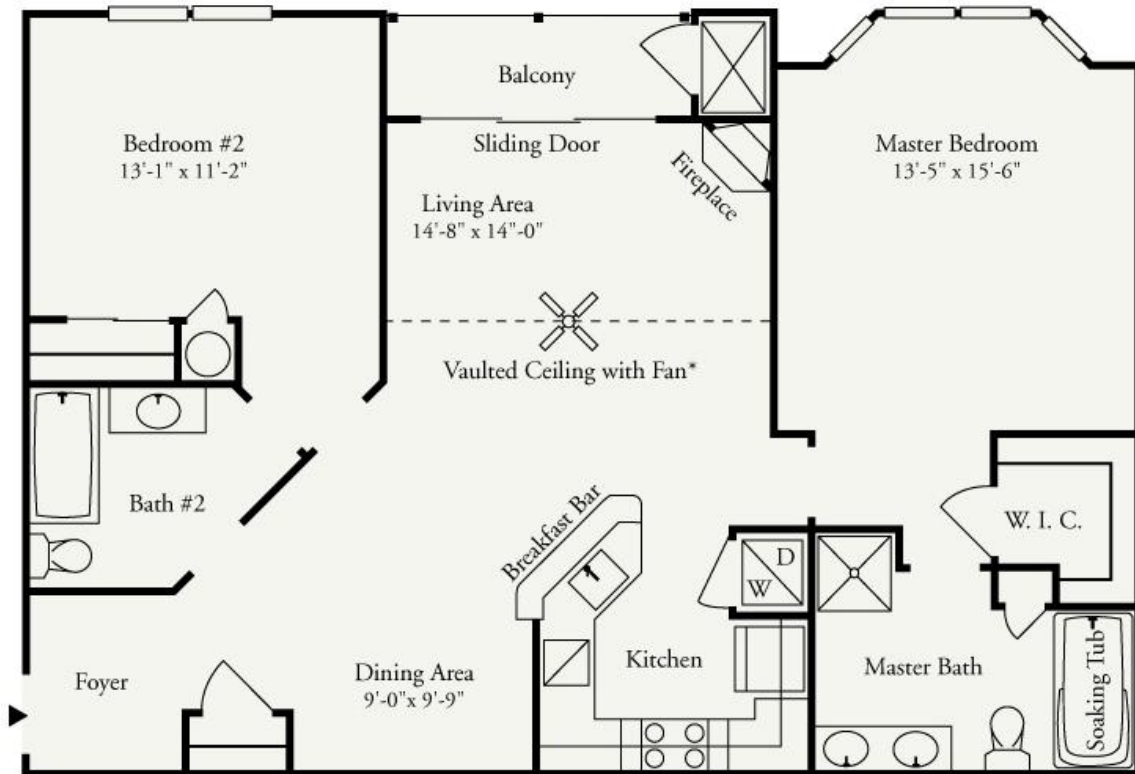 Balcony
Bedroom #2
13'-1" x 11'-2"
Sliding Door
Master Bedroom
13'-5" x 15'-6"
Fireplace
Living Area
14'-8" x 14"-0"
Vaulted Ceiling with Fan*
Bath #2
Breakfast Bar
W. I. C.
D
W
Foyer
Dining Area
9'-0"x 9'-9"
Kitchen
Master Bath
Soaking Tub